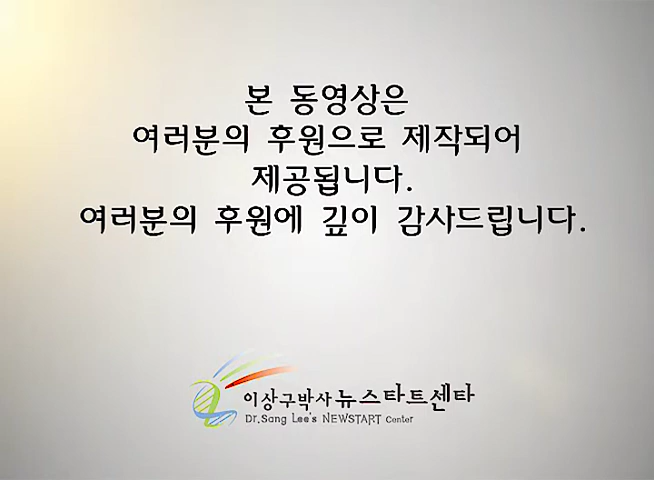 본 동영상은
여러분의 후원으로 제작되어
제공됩니다.
여러분의 후원에 깊이 감사드립니다.
이상구박사 뉴스타트센타
Dr.Sang Lee's NEWSTART Center